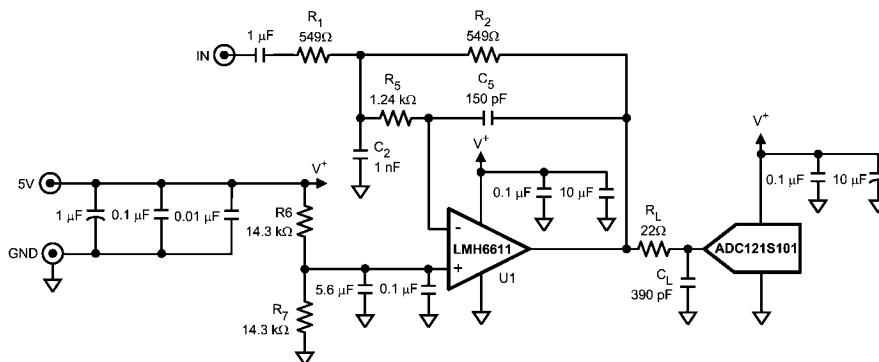 R1
549Ω
R2
549Ω
1 µF
IN
R5
1.24 kΩ
C5
150 pF
C2
1 nF
V+
V+
V+
5V
1 µF
0.1 µF
0.01 µF
R6
14.3 kΩ
0.1 µF
10 µF
0.1 µF
10 µF
GND
-
LMH6611
+
U1
RL
22Ω
ADC121S101
CL
390 pF
5.6 µF
0.1 µF
R7
14.3 kΩ